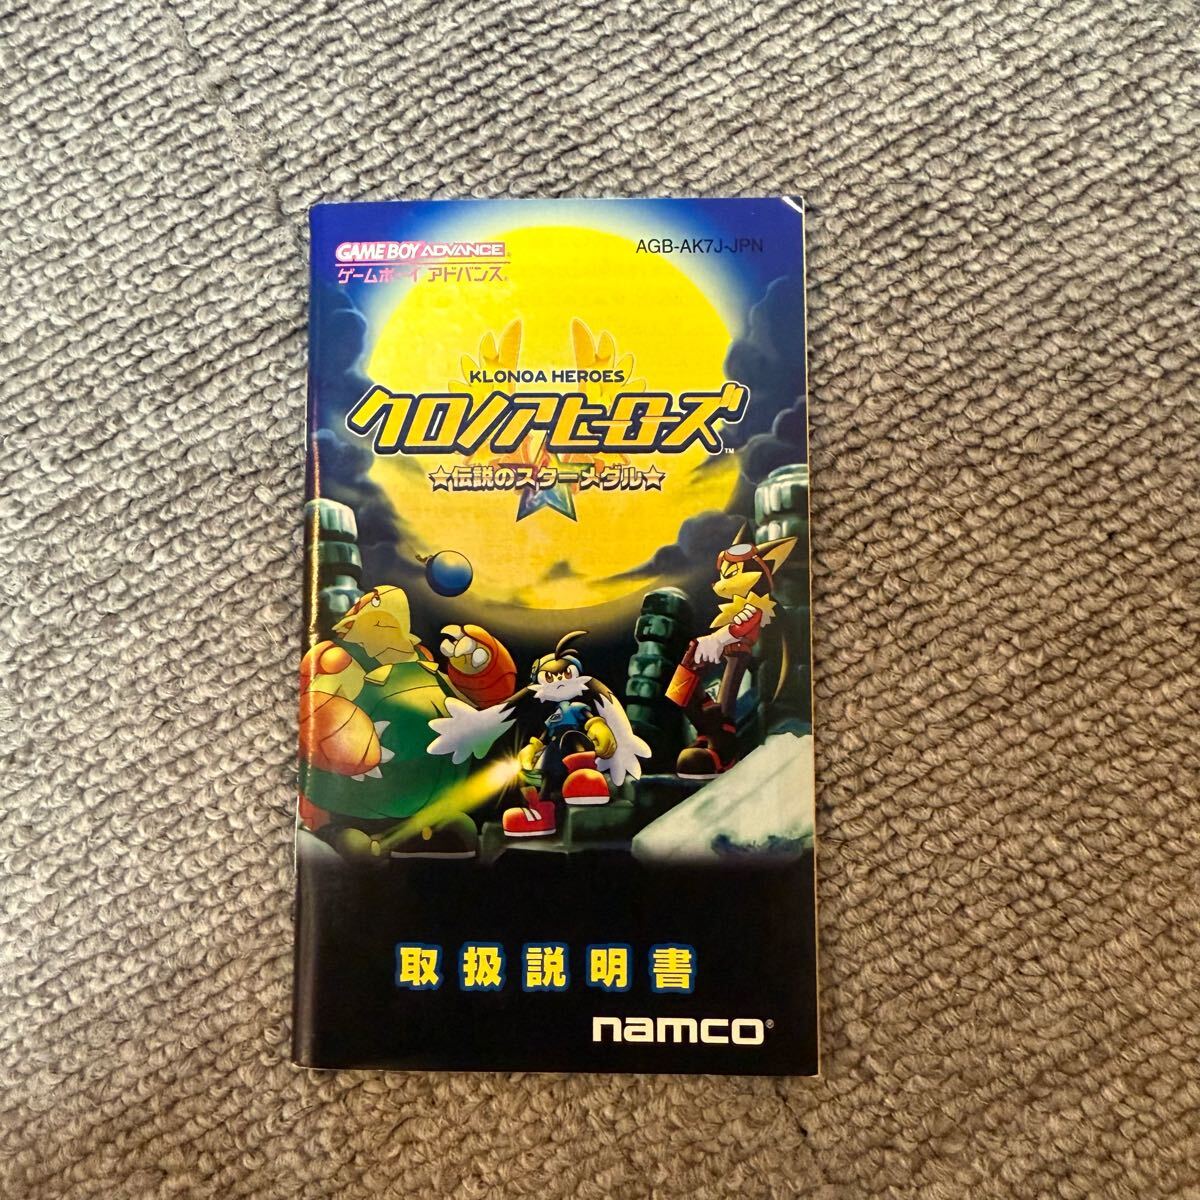 GAME BOY ADVANCE
ゲームボーイ アドバンス
AGB-AK7J-JPN
KLONOA HEROES
クロノアヒーローズ™
☆伝説のスターメダル☆
取扱説明書
namco®